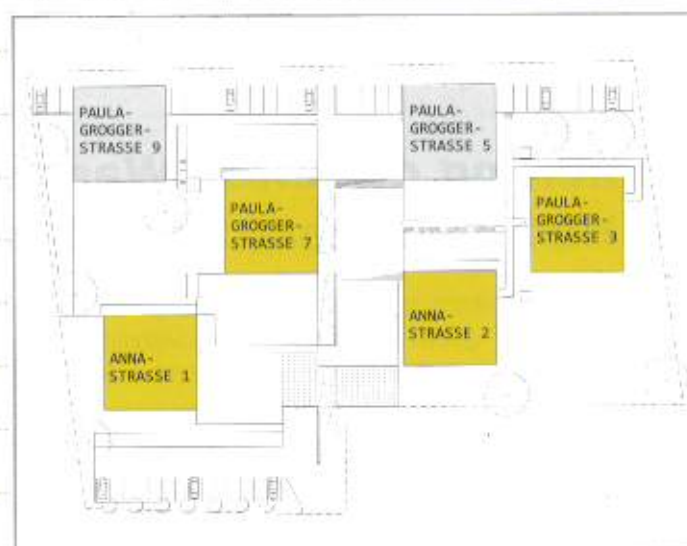 PAULA-
GROGGER-
STRASSE 9
PAULA-
GROGGER-
STRASSE 5
PAULA-
GROGGER-
STRASSE 7
PAULA-
GROGGER-
STRASSE 3
ANNA-
STRASSE 2
ANNA-
STRASSE 1